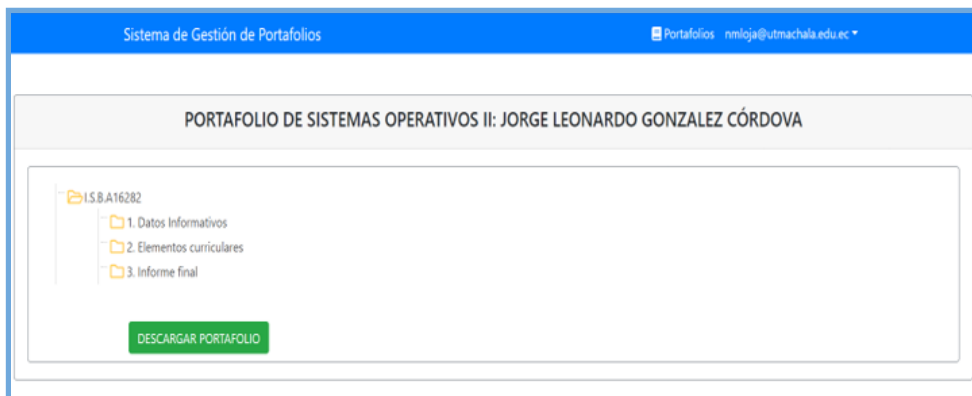 Sistema de Gestión de Portafolios Portafolios nmloja@utmachala.edu.ec
PORTAFOLIO DE SISTEMAS OPERATIVOS II: JORGE LEONARDO GONZALEZ CÓRDOVA
I.S.B.A16282
1. Datos Informativos
2. Elementos curriculares
3. Informe final
DESCARGAR PORTAFOLIO